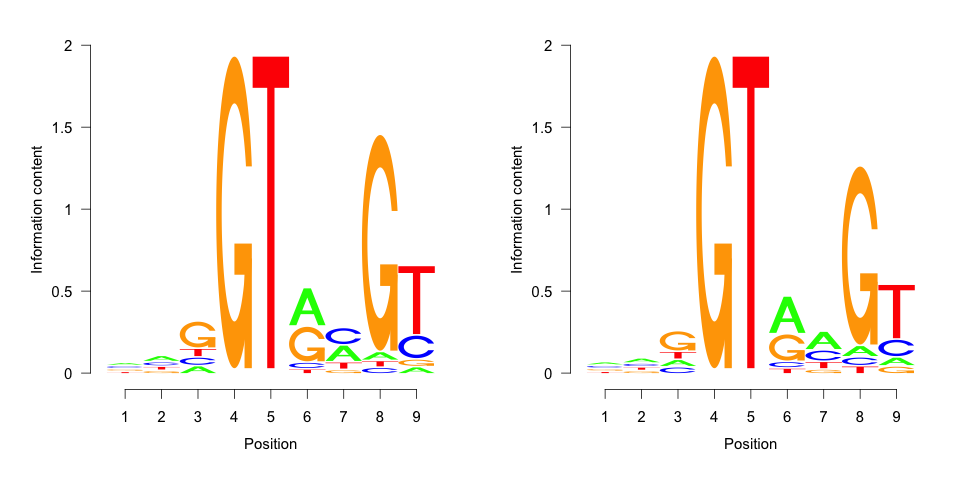 2
1.5
1
0.5
0
Information content
G T A C G T
G A C
1 2 3 4 5 6 7 8 9
Position
2
1.5
1
0.5
0
Information content
G T A A G T
G C C
1 2 3 4 5 6 7 8 9
Position